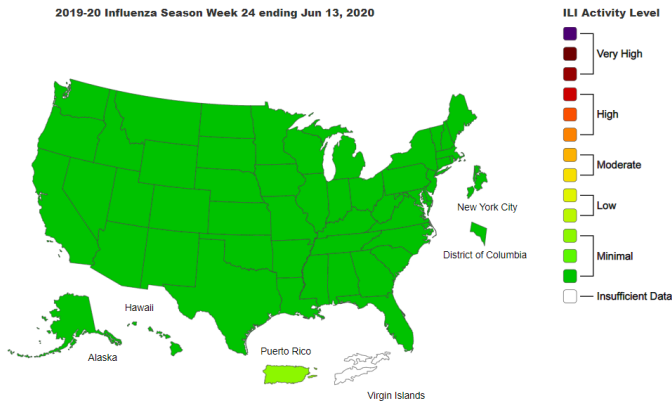 2019-20 Influenza Season Week 24 ending Jun 13, 2020
ILI Activity Level
Very High
High
Moderate
Low
Minimal
Insufficient Data
New York City
District of Columbia
Hawaii
Alaska
Puerto Rico
Virgin Islands